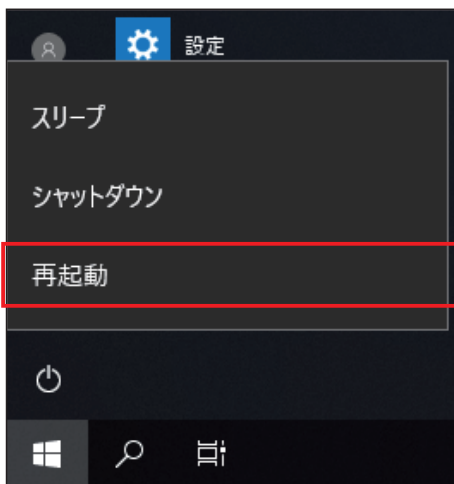 設定
スリープ
シャットダウン
再起動